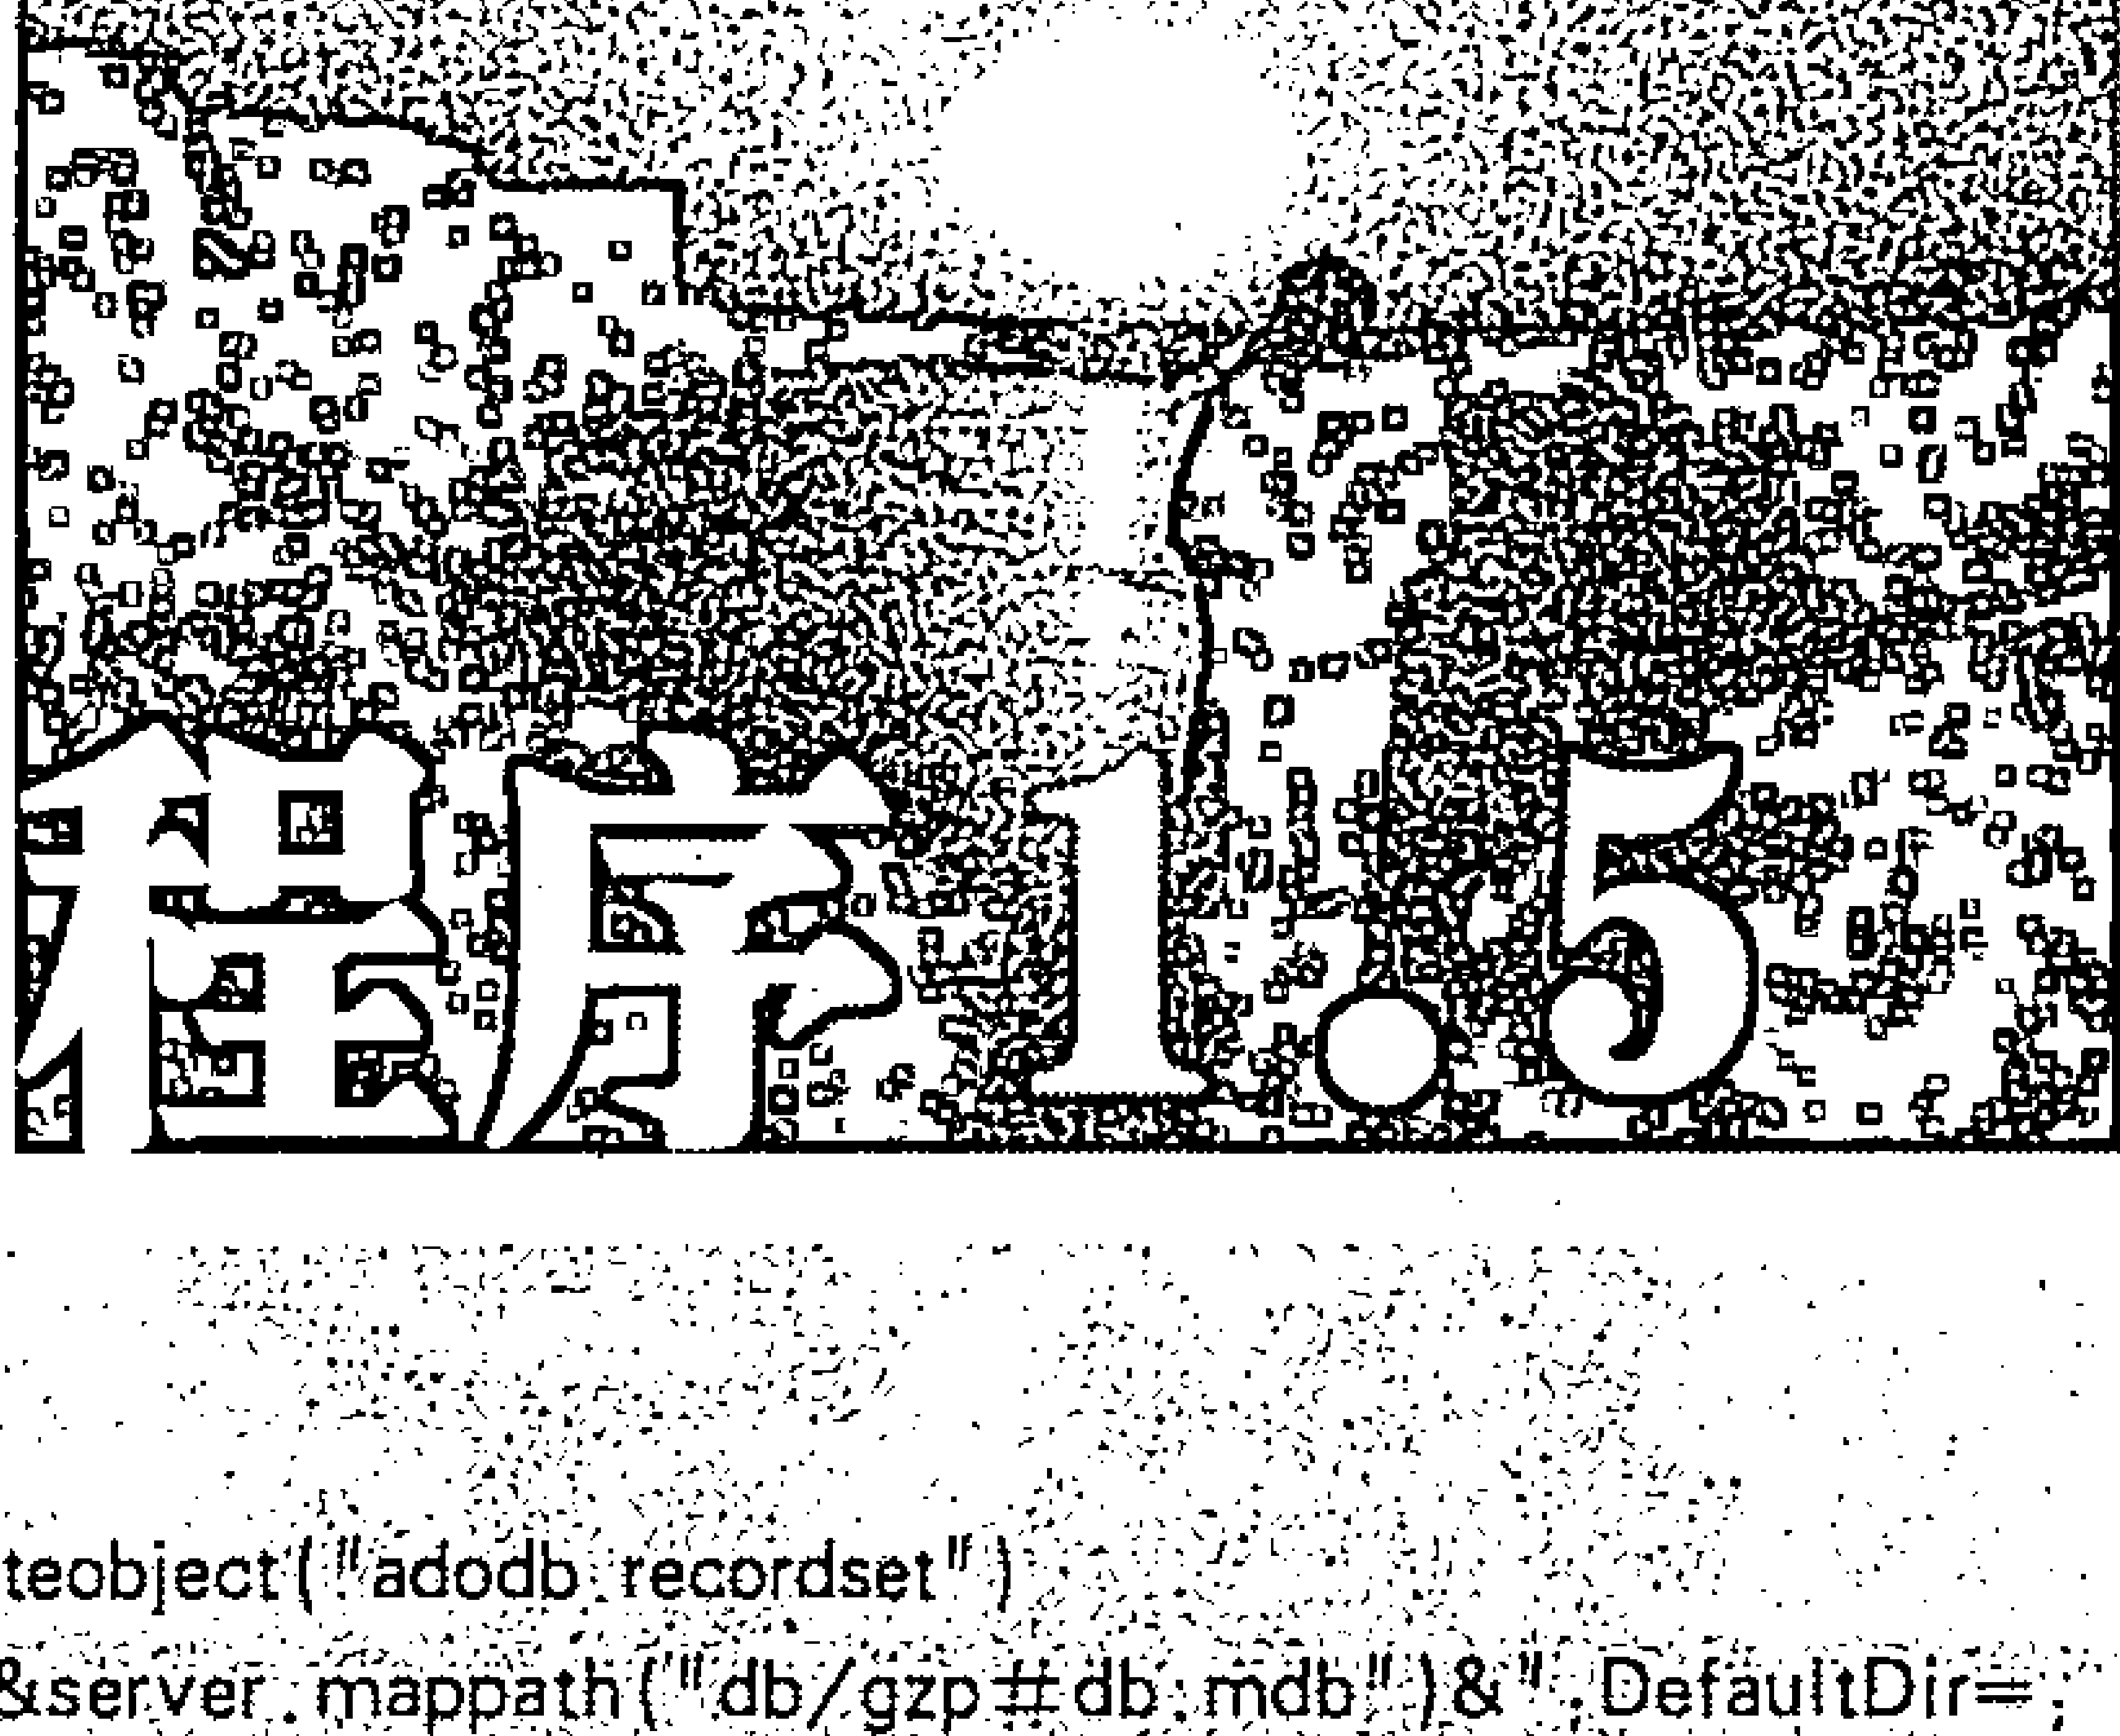 程序1.5
teobject("adodb.recordset")
&server.mappath("db/gzp#db.mdb")&";DefaultDir=;